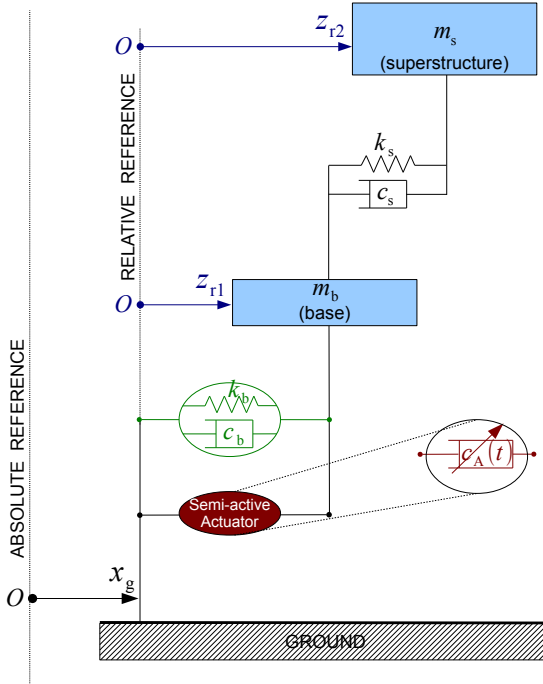 O
z_r2
m_s
(superstructure)
RELATIVE REFERENCE
k_s
c_s
O
z_r1
m_b
(base)
ABSOLUTE REFERENCE
k_b
c_b
c_A(t)
Semi-active
Actuator
O
x_g
GROUND